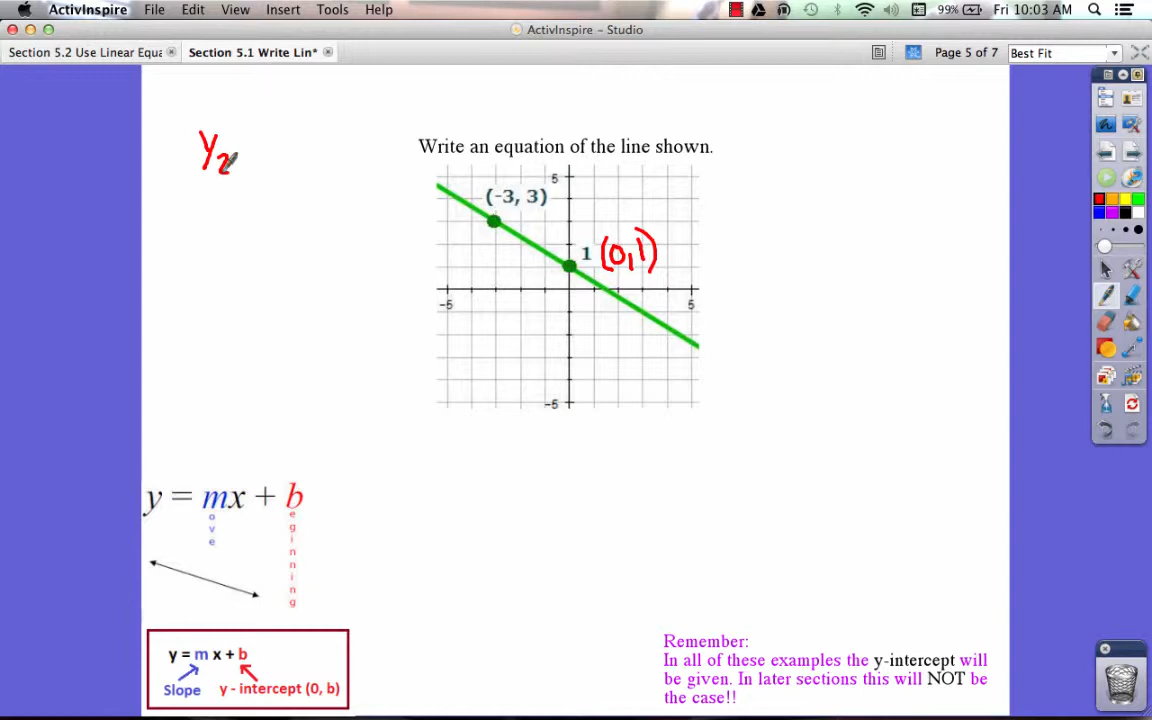 ActivInspire File Edit View Insert Tools Help 99% Fri 10:03 AM
ActivInspire – Studio
Section 5.2 Use Linear Equa Section 5.1 Write Lin* Page 5 of 7 Best Fit
y2
Write an equation of the line shown.
5
(-3, 3)
1 (0,1)
-5 5
-5
y = mx + b
ove
eginning
y = m x + b
Slope y - intercept (0, b)
Remember:
In all of these examples the y-intercept will
be given. In later sections this will NOT be
the case!!